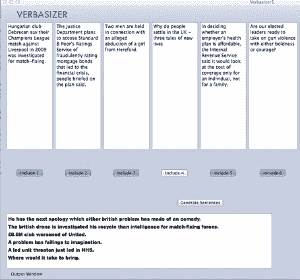 Verbasizer
VERBASIZER
Hungarian club
Debrecen say their
Champions League
match against
Liverpool in 2009
was investigated
for match-fixing.
The Justice
Department plans
to accuse Standard
& Poor's Ratings
Service of
fraudulently rating
mortgage bonds
that led to the
financial crisis,
people briefed on
the plan said.
Two men are held
in connection with
an alleged
abduction of a girl
from Hereford.
Why do people
settle in the UK -
three tales of new
lives
In deciding
whether an
employer's health
plan is affordable,
the Internal
Revenue Service
said it would look
at the cost of
coverage only for
an individual, not
for a family.
Are our elected
leaders ready to
take on gun violence
with either boldness
or courage?
include 1
include 2
include 3
include 4
include 5
include 6
Generate Sentences
He has the next apology which either british problem has made of an comedy.
The british drone is investigated his recycle than intelligence for match-fixing forces.
worsened of United.
A problem has failings to imagination.
A led unit threaten just led in NHS.
Where would it take to bring.
Output Window